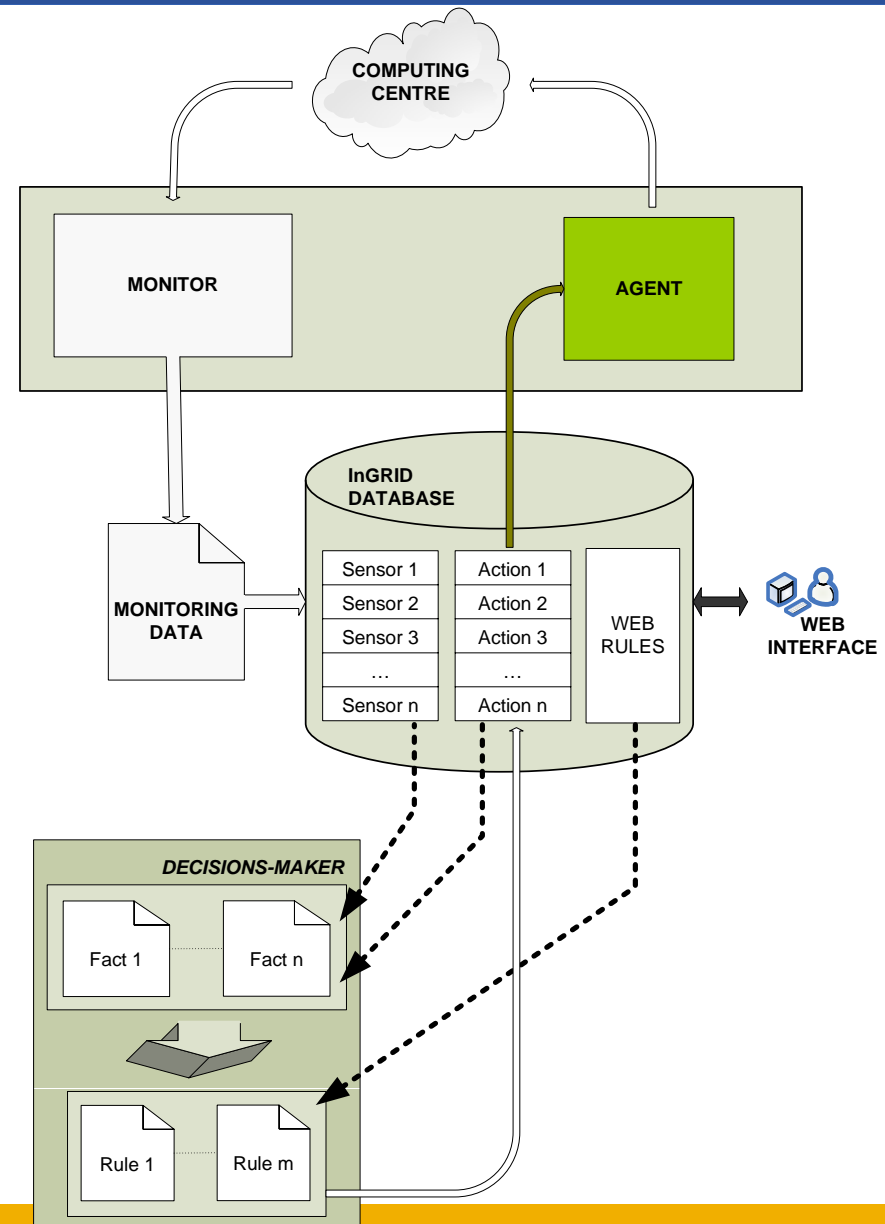 COMPUTING
CENTRE
MONITOR
AGENT
InGRID
DATABASE
MONITORING
DATA
Sensor 1
Sensor 2
Sensor 3
…
Sensor n
Action 1
Action 2
Action 3
…
Action n
WEB
RULES
WEB
INTERFACE
DECISIONS-MAKER
Fact 1
Fact n
Rule 1
Rule m